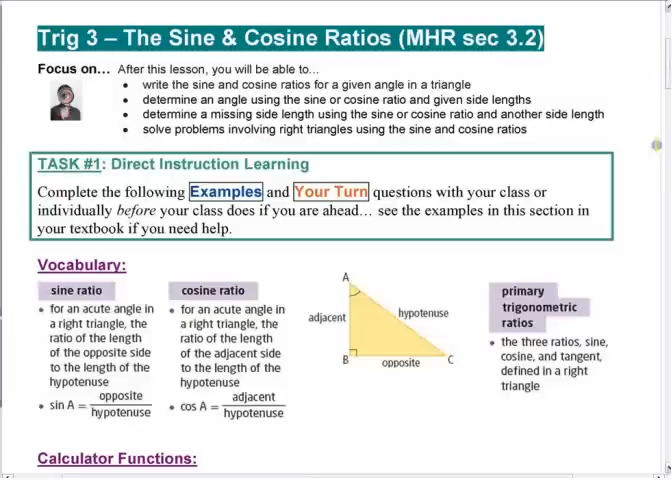 Trig 3 – The Sine & Cosine Ratios (MHR sec 3.2)
Focus on… After this lesson, you will be able to…
• write the sine and cosine ratios for a given angle in a triangle
• determine an angle using the sine or cosine ratio and given side lengths
• determine a missing side length using the sine or cosine ratio and another side length
• solve problems involving right triangles using the sine and cosine ratios
TASK #1: Direct Instruction Learning
Complete the following Examples and Your Turn questions with your class or
individually before your class does if you are ahead… see the examples in this section in
your textbook if you need help.
Vocabulary:
sine ratio
• for an acute angle in
a right triangle, the
ratio of the length
of the opposite side
to the length of the
hypotenuse
• sin A = opposite
hypotenuse
cosine ratio
• for an acute angle in
a right triangle, the
ratio of the length
of the adjacent side
to the length of the
hypotenuse
• cos A = adjacent
hypotenuse
A
adjacent
hypotenuse
B
opposite
C
primary
trigonometric
ratios
• the three ratios, sine,
cosine, and tangent,
defined in a right
triangle
Calculator Functions: